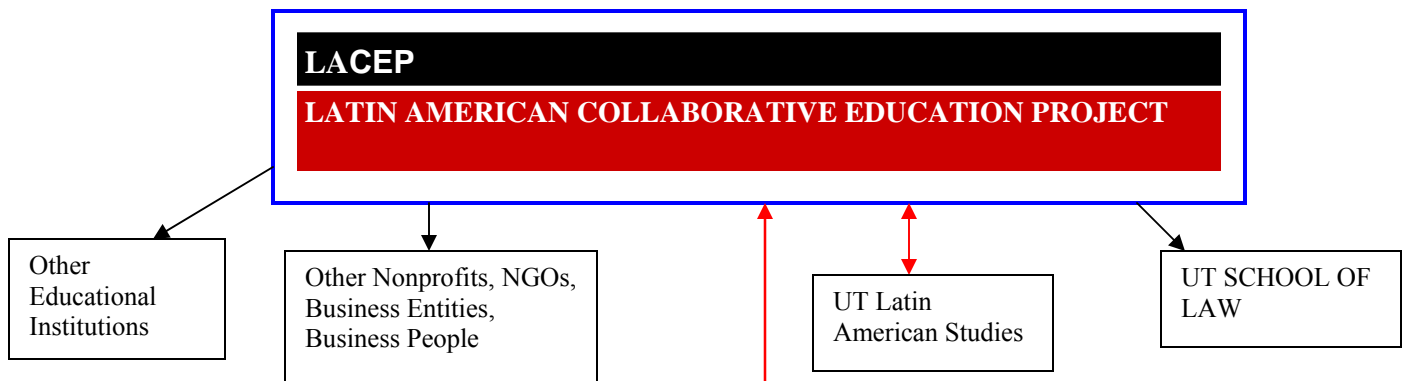 LACEP
LATIN AMERICAN COLLABORATIVE EDUCATION PROJECT
Other
Educational
Institutions
Other Nonprofits, NGOs,
Business Entities,
Business People
UT Latin
American Studies
UT SCHOOL OF
LAW